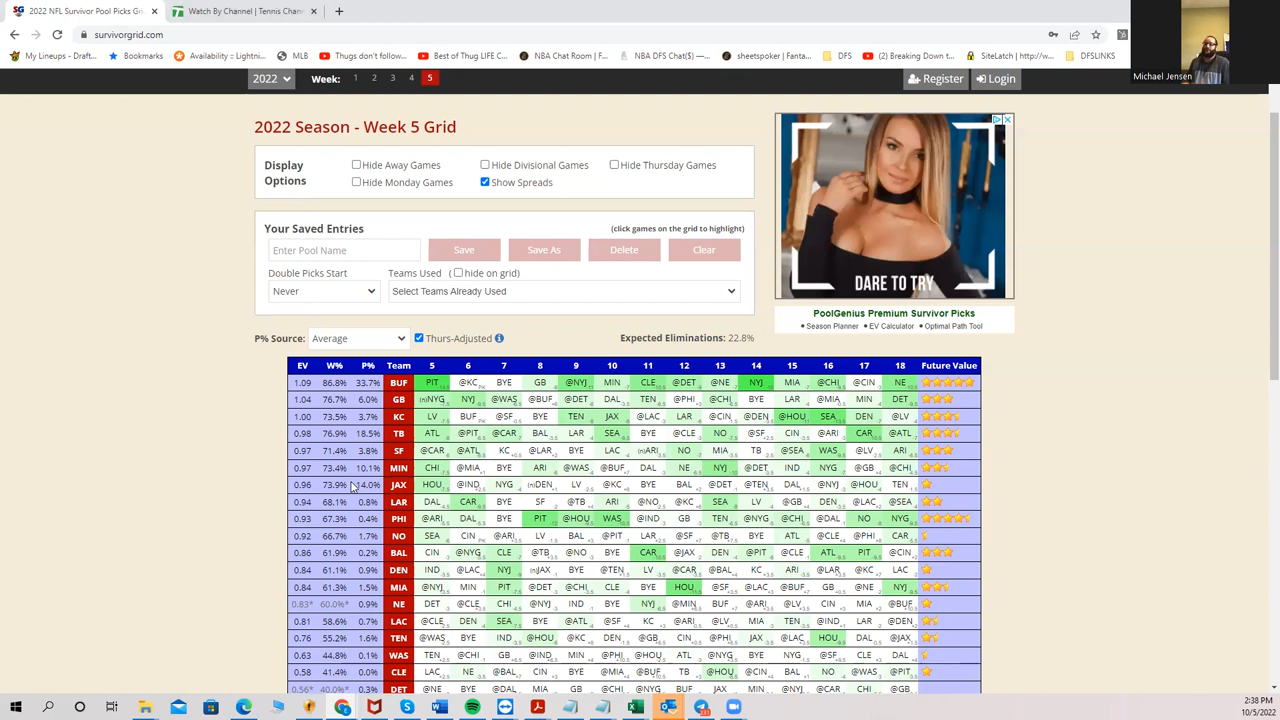 2022 NFL Survivor Pool Picks Gri
Watch By Channel | Tennis Chann
survivorgrid.com
My Lineups - Draft...
Bookmarks
Availability = Lightni...
MLB
Thugs don't follow...
Best of Thug LIFE C...
NBA Chat Room | F...
NBA DFS Chat($) —...
sheetspoker | Fanta...
DFS
(2) Breaking Down t...
SiteLatch | http://w...
DFSLINKS
Michael Jensen
2022 Week: 1 2 3 4 5
Register Login
2022 Season - Week 5 Grid
Display Options
Hide Away Games Hide Divisional Games Hide Thursday Games
Hide Monday Games Show Spreads
Your Saved Entries (click games on the grid to highlight)
Enter Pool Name Save Save As Delete Clear
Double Picks Start Teams Used ( hide on grid)
Never Select Teams Already Used
DARE TO TRY
PoolGenius Premium Survivor Picks
• Season Planner • EV Calculator • Optimal Path Tool
P% Source: Average Thurs-Adjusted Expected Eliminations: 22.8%
EV W% P% Team 5 6 7 8 9 10 11 12 13 14 15 16 17 18 Future Value
1.09 86.8% 33.7% BUF PIT @KC BYE GB @NYJ MIN CLE @DET @NE NYJ MIA @CHI @CIN NE
1.04 76.7% 6.0% GB (n)NYG NYJ @WAS @BUF @DET DAL TEN @PHI @CHI BYE LAR @MIA MIN DET
1.00 73.5% 3.7% KC LV BUF @SF BYE TEN JAX @LAC LAR @CIN @DEN @HOU SEA DEN @LV
0.98 76.9% 18.5% TB ATL @PIT @CAR BAL LAR SEA BYE @CLE NO @SF CIN @ARI CAR @ATL
0.97 71.4% 3.8% SF @CAR @ATL KC @LAR BYE LAC (n)ARI NO MIA TB @SEA WAS @LV ARI
0.97 73.4% 10.1% MIN CHI @MIA BYE ARI @WAS @BUF DAL NE NYJ @DET IND NYG @GB @CHI
0.96 73.9% 14.0% JAX HOU @IND NYG (n)DEN LV @KC BYE BAL @DET @TEN DAL @NYJ @HOU TEN
0.94 68.1% 0.8% LAR DAL CAR BYE SF @TB ARI @NO @KC SEA LV @GB DEN @LAC @SEA
0.93 67.3% 0.4% PHI @ARI DAL BYE PIT @HOU WAS @IND GB TEN @NYG @CHI @DAL NO NYG
0.92 66.7% 1.7% NO SEA CIN @ARI LV BAL @PIT LAR @SF @TB BYE ATL @CLE @PHI CAR
0.86 61.9% 0.2% BAL CIN @NYG CLE @TB @NO BYE CAR @JAX DEN @PIT @CLE ATL PIT @CIN
0.84 61.1% 0.9% DEN IND @LAC NYJ (n)JAX BYE @TEN LV @CAR @BAL KC ARI @LAR @KC LAC
0.84 61.3% 1.5% MIA @NYJ MIN PIT @DET @CHI CLE BYE HOU @SF @LAC @BUF GB @NE NYJ
0.83* 60.0%* 0.9% NE DET @CLE CHI @NYJ IND BYE NYJ @MIN BUF @ARI @LV CIN MIA @BUF
0.81 58.6% 0.7% LAC @CLE DEN SEA BYE @ATL @SF KC @ARI @LV MIA TEN @IND LAR @DEN
0.76 55.2% 1.6% TEN @WAS BYE IND @HOU @KC DEN @GB CIN @PHI JAX @LAC HOU DAL @JAX
0.63 44.8% 0.1% WAS TEN @CHI GB @IND MIN @PHI @HOU ATL @NYG BYE NYG @SF CLE DAL
0.58 41.4% 0.0% CLE LAC NE @BAL CIN BYE @MIA @BUF TB @HOU @CIN BAL NO @WAS @PIT
0.56* 40.0%* 0.3% DET @NE BYE @DAL MIA GB @CHI @NYG BUF JAX MIN @NYJ @CAR CHI @GB
2:38 PM
10/5/2022